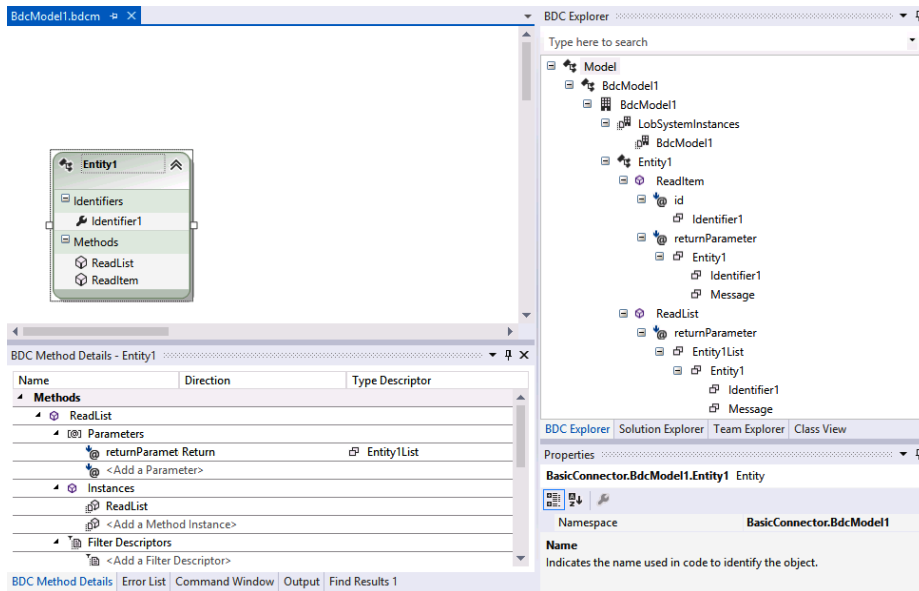 BdcModel1.bdcm
Entity1
Identifiers
Identifier1
Methods
ReadList
ReadItem
BDC Method Details - Entity1
Name Direction Type Descriptor
Methods
ReadList
Parameters
returnParamet Return Entity1List
<Add a Paramet>
Instances
ReadList
<Add a Method Instance>
Filter Descriptors
<Add a Filter Descriptor>
BDC Method Details Error List Command Window Output Find Results 1
BDC Explorer
Type here to search
Model
BdcModel1
BdcModel1
LobSystemInstances
BdcModel1
Entity1
ReadItem
id
Identifier1
returnParameter
Entity1
Identifier1
Message
ReadList
returnParameter
Entity1List
Entity1
Identifier1
Message
BDC Explorer Solution Explorer Team Explorer Class View
Properties
BasicConnector.BdcModel1.Entity1 Entity
Namespace BasicConnector.BdcModel1
Name
Indicates the name used in code to identify the object.